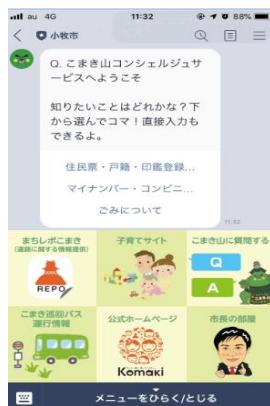 au 4G 11:32 88%
小牧市
Q. こまき山コンシェルジュサ
ービスへようこそ
知りたいことはどれかな？下
から選んでコマ！直接入力も
できるよ。
住民票・戸籍・印鑑登録...
マイナンバー・コンビニ...
ごみについて
11:32
まちレポこまき
(道路に関する情報提供)
REPO
子育てサイト
こまき山に質問する
Q
A
こまき巡回バス
運行情報
公式ホームページ
Komaki
市長の部屋
メニューをひらく/とじる